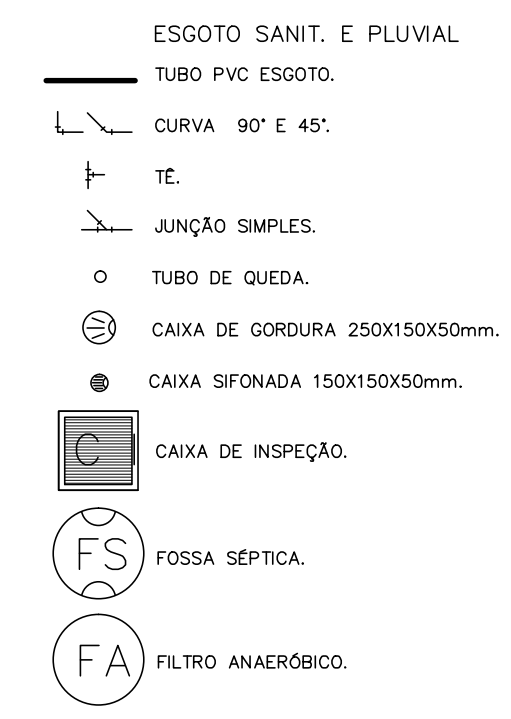 ESGOTO SANIT. E PLUVIAL
TUBO PVC ESGOTO.
CURVA 90° E 45°.
TÊ.
JUNÇÃO SIMPLES.
TUBO DE QUEDA.
CAIXA DE GORDURA 250X150X50mm.
CAIXA SIFONADA 150X150X50mm.
C CAIXA DE INSPEÇÃO.
FS FOSSA SÉPTICA.
FA FILTRO ANAERÓBICO.